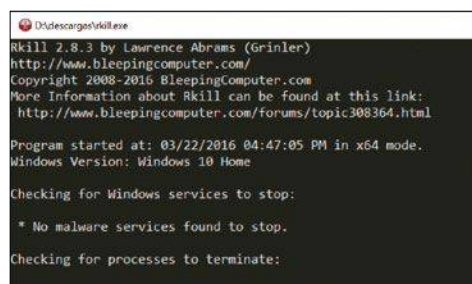 D:\descargas\rkill.exe
Rkill 2.8.3 by Lawrence Abrams (Grinler)
http://www.bleepingcomputer.com/
Copyright 2008-2016 BleepingComputer.com
More Information about Rkill can be found at this link:
http://www.bleepingcomputer.com/forums/topic308364.html
Program started at: 03/22/2016 04:47:05 PM in x64 mode.
Windows Version: Windows 10 Home
Checking for Windows services to stop:
* No malware services found to stop.
Checking for processes to terminate: